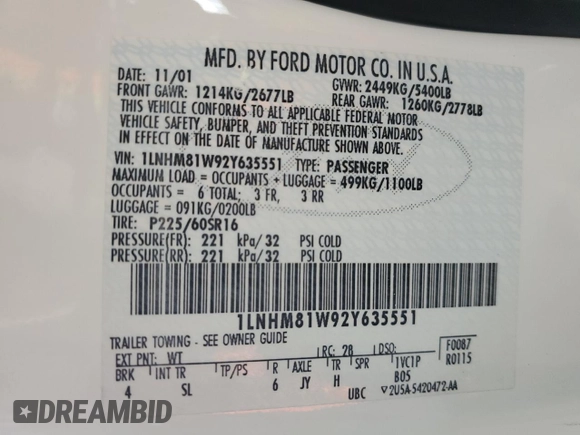 MFD. BY FORD MOTOR CO. IN U.S.A.
DATE: 11/01 GVWR: 2449KG/5400LB
FRONT GAWR: 1214KG/2677LB REAR GAWR: 1260KG/2778LB
THIS VEHICLE CONFORMS TO ALL APPLICABLE FEDERAL MOTOR
VEHICLE SAFETY, BUMPER, AND THEFT PREVENTION STANDARDS
IN EFFECT ON THE DATE OF MANUFACTURE SHOWN ABOVE.
VIN: 1LNHM81W92Y635551 TYPE: PASSENGER
MAXIMUM LOAD = OCCUPANTS + LUGGAGE = 499KG/1100LB
OCCUPANTS = 6 TOTAL; 3 FR, 3 RR
LUGGAGE = 091KG/0200LB
TIRE: P225/60SR16
PRESSURE(FR): 221 kPa/32 PSI COLD
PRESSURE(RR): 221 kPa/32 PSI COLD
1LNHM81W92Y635551
TRAILER TOWING - SEE OWNER GUIDE F0087
EXT PNT: WT RC: 28 DSO: R0115
BRK INT TR TP/PS R AXLE TR SPR 1VC1P
4 SL 6 JY H B05
UBC 2U5A-5420472-AA
DREAMBID